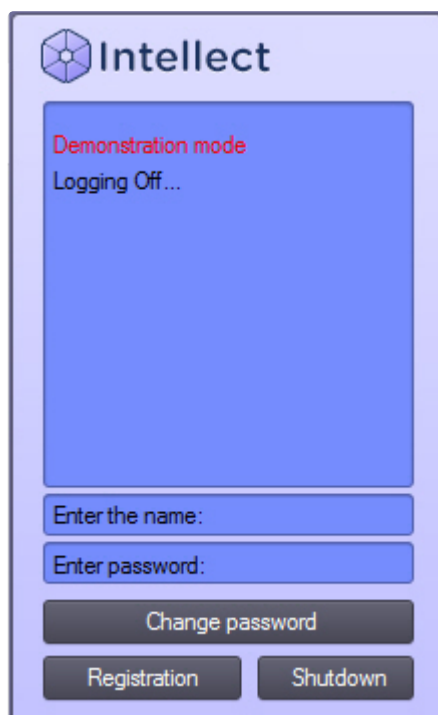 Intellect
Demonstration mode
Logging Off...
Enter the name:
Enter password:
Change password
Registration Shutdown